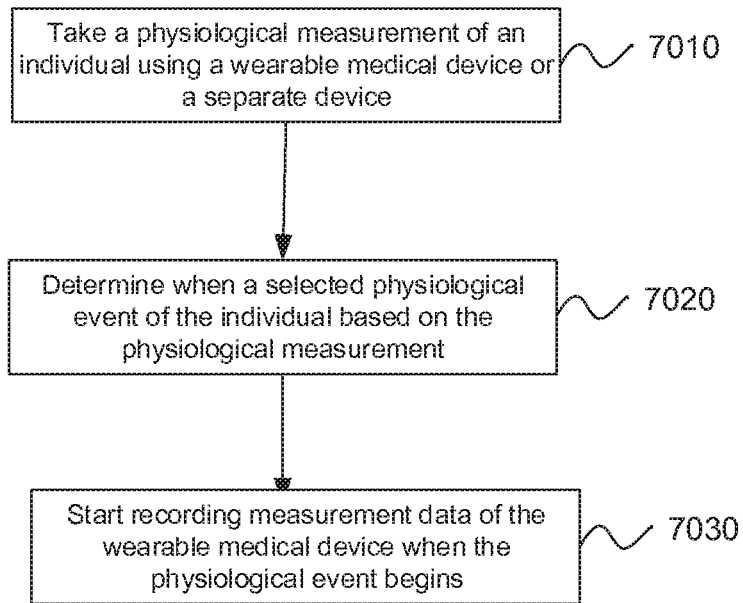 Take a physiological measurement of an
individual using a wearable medical device or
a separate device
7010
Determine when a selected physiological
event of the individual based on the
physiological measurement
7020
Start recording measurement data of the
wearable medical device when the
physiological event begins
7030